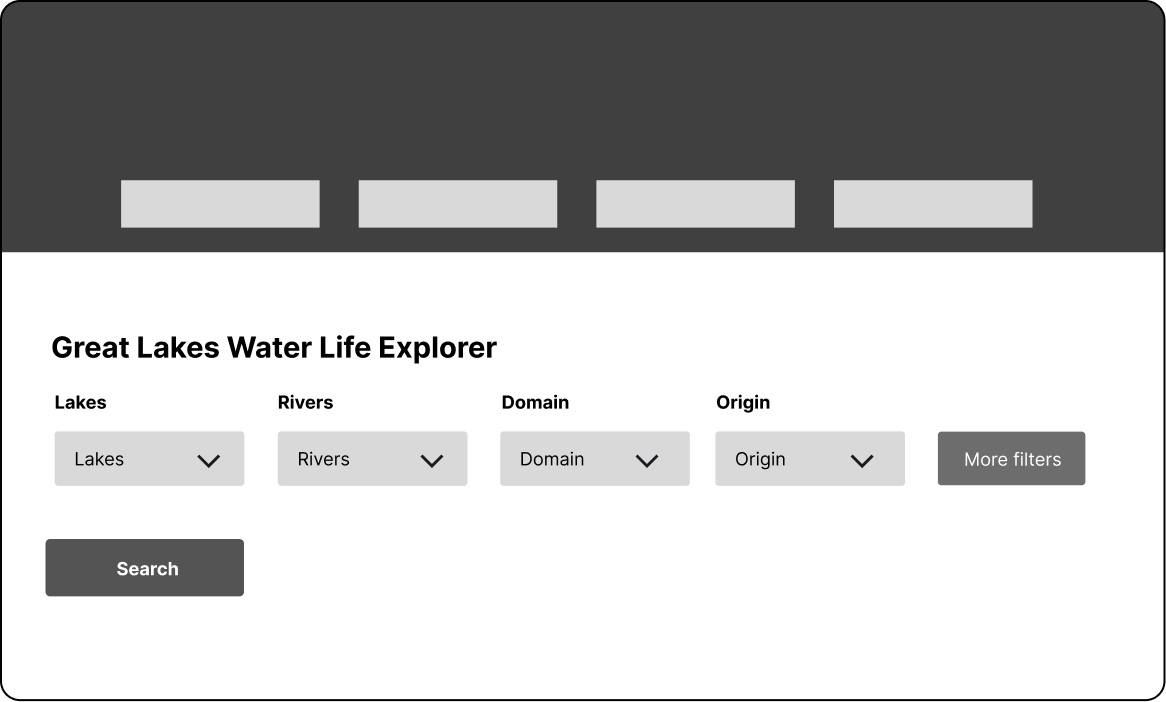 Great Lakes Water Life Explorer
Lakes Rivers Domain Origin
Lakes Rivers Domain Origin More filters
Search